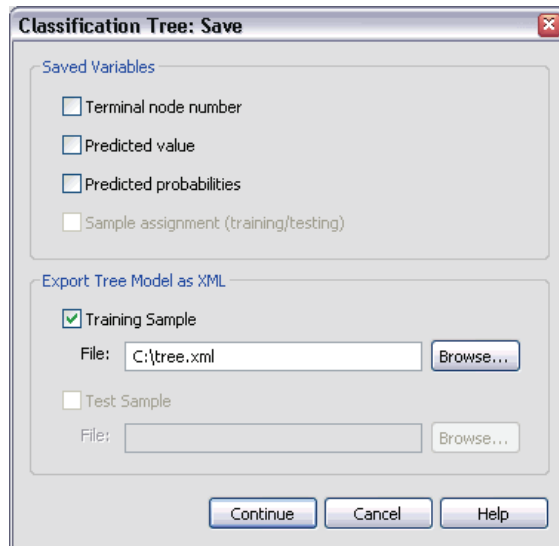 Classification Tree: Save
Saved Variables
Terminal node number
Predicted value
Predicted probabilities
Sample assignment (training/testing)
Export Tree Model as XML
Training Sample
File: C:\tree.xml Browse...
Test Sample
File: Browse...
Continue Cancel Help